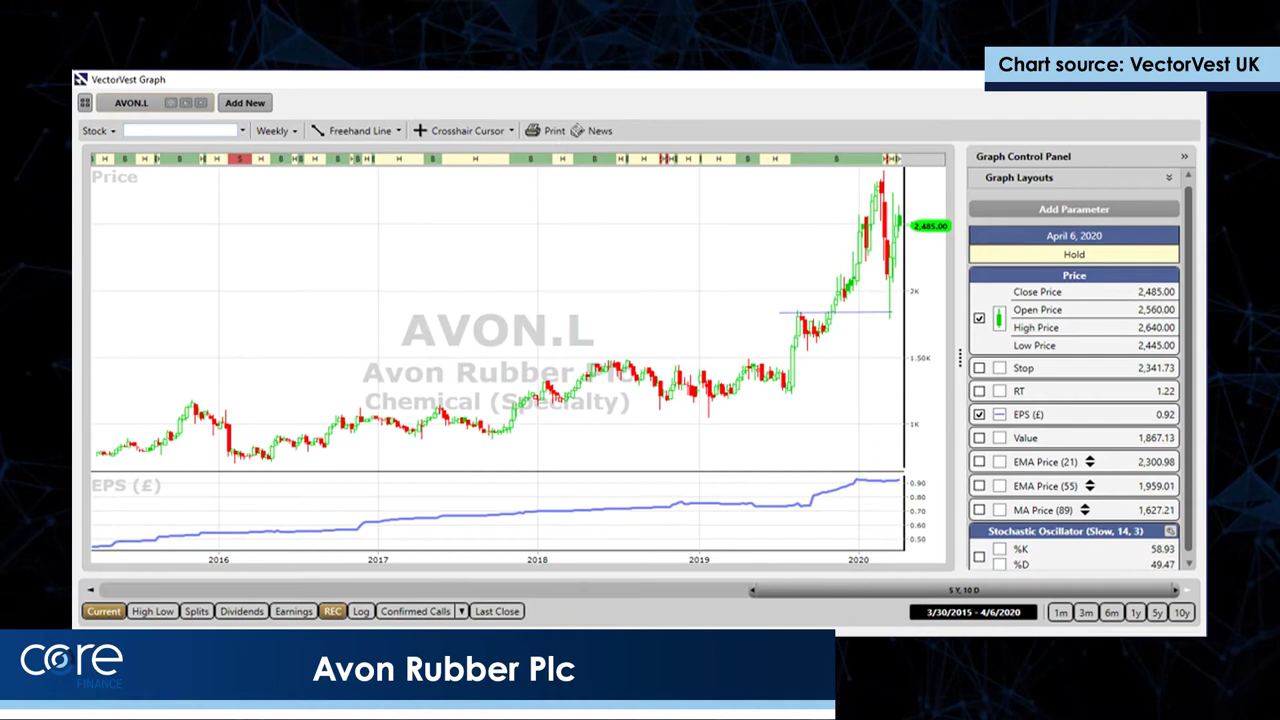 Chart source: VectorVest UK
VectorVest Graph
AVON.L
Add New
Stock
Weekly
Freehand Line
Crosshair Cursor
Print
News
Price
AVON.L
Avon Rubber Plc
Chemical (Specialty)
2,485.00
2K
1.50K
1K
EPS (£)
0.90
0.80
0.70
0.60
0.50
2016 2017 2018 2019 2020
Graph Control Panel
Graph Layouts
Add Parameter
April 6, 2020
Hold
Price
Close Price 2,485.00
Open Price 2,560.00
High Price 2,640.00
Low Price 2,445.00
Stop 2,341.73
RT 1.22
EPS (£) 0.92
Value 1,867.13
EMA Price (21) 2,300.98
EMA Price (55) 1,959.01
MA Price (89) 1,627.21
Stochastic Oscillator (Slow, 14, 3)
%K 58.93
%D 49.47
5 Y, 10 D
Current High Low Splits Dividends Earnings REC Log Confirmed Calls Last Close
3/30/2015 - 4/6/2020
1m 3m 6m 1y 5y 10y
core
FINANCE
Avon Rubber Plc